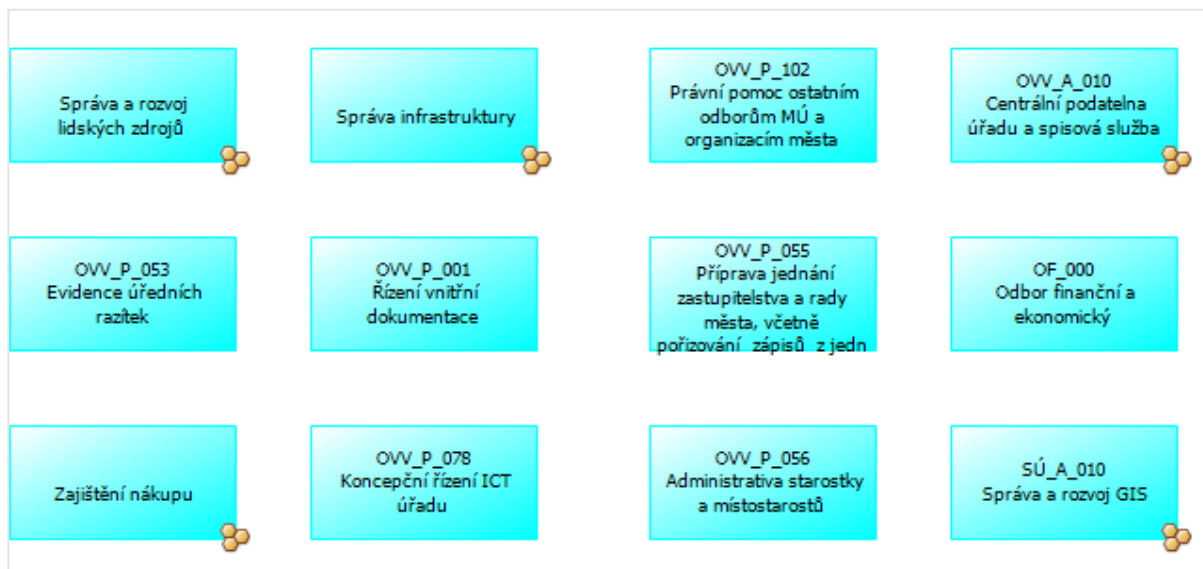 Správa a rozvoj
lidských zdrojů
Správa infrastruktury
OVV_P_102
Právní pomoc ostatním
odborům MÚ a
organizacím města
OVV_A_010
Centrální podatelna
úřadu a spisová služba
OVV_P_053
Evidence úředních
razítek
OVV_P_001
Řízení vnitřní
dokumentace
OVV_P_055
Příprava jednání
zastupitelstva a rady
města, včetně
pořizování zápisů z jedn
OF_000
Odbor finanční a
ekonomický
Zajištění nákupu
OVV_P_078
Koncepční řízení ICT
úřadu
OVV_P_056
Administrativa starostky
a místostarostů
SÚ_A_010
Správa a rozvoj GIS